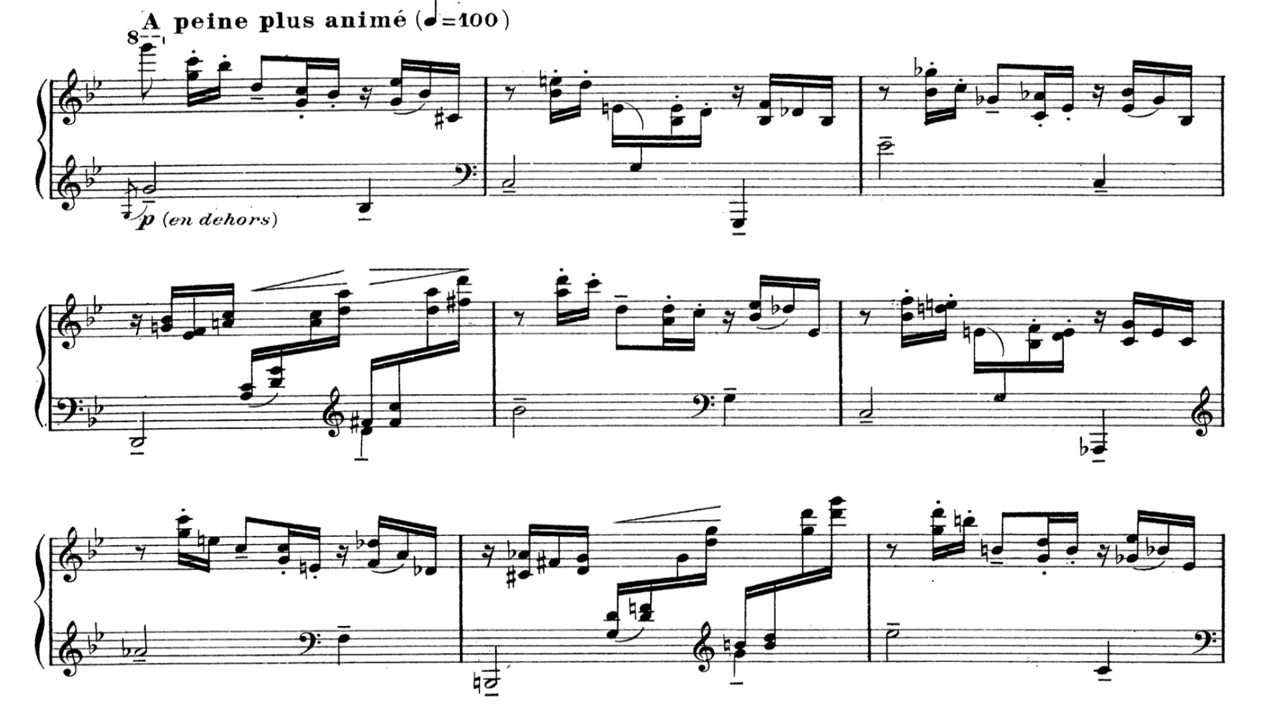 A peine plus animé (♩=100)
8
p (en dehors)